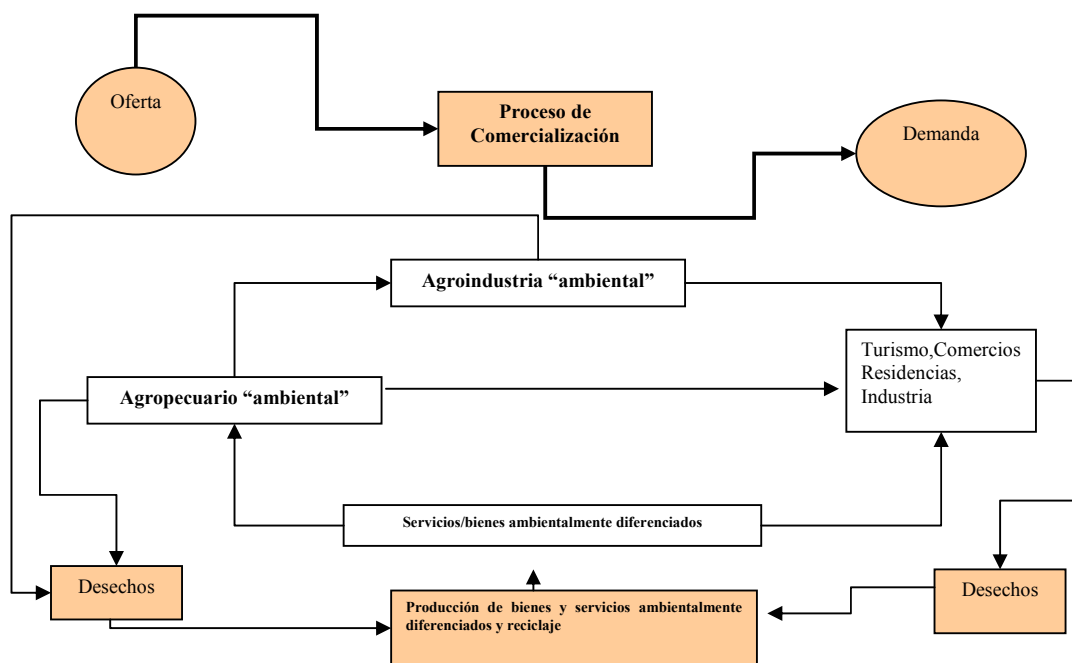 Oferta
Proceso de
Comercialización
Demanda
Agroindustria “ambiental”
Turismo,Comercios
Residencias,
Industria
Agropecuario “ambiental”
Servicios/bienes ambientalmente diferenciados
Desechos
Producción de bienes y servicios ambientalmente
diferenciados y reciclaje
Desechos